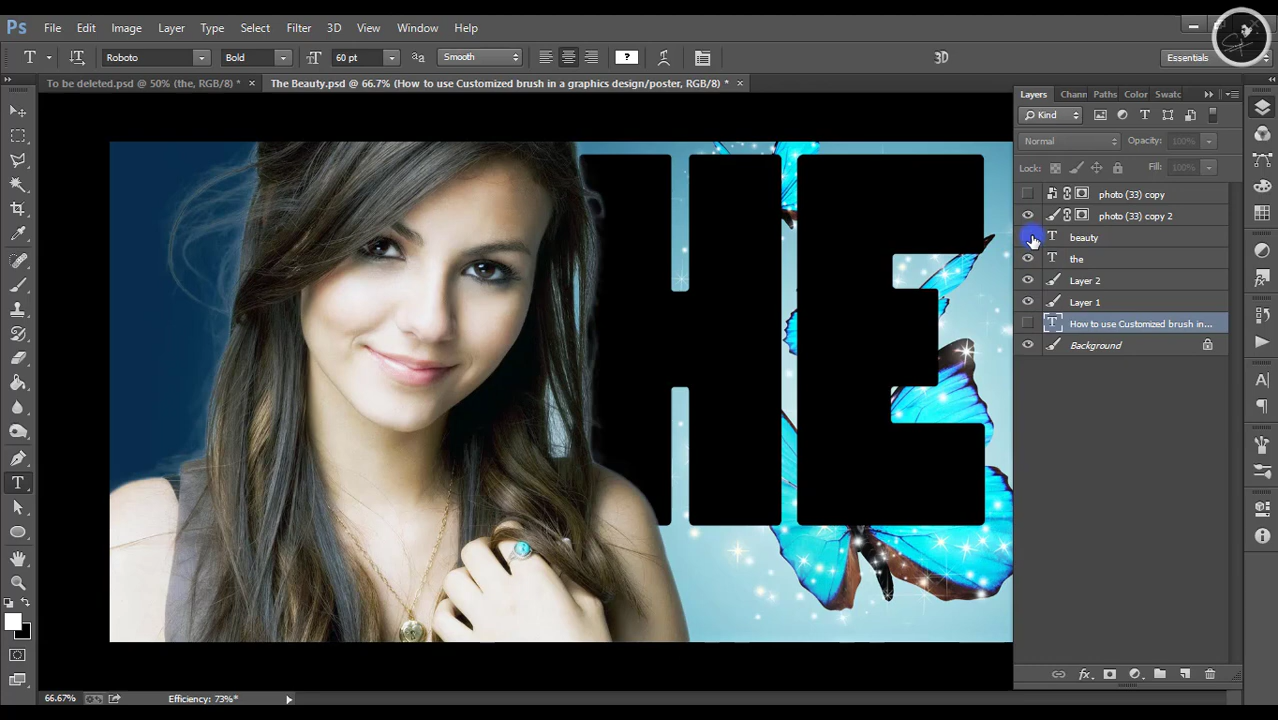 Ps File Edit Image Layer Type Select Filter 3D View Window Help
T Roboto Bold 60 pt Smooth ? 3D Essentials
To be deleted.psd @ 50% (the, RGB/8) * × The Beauty.psd @ 66.7% (How to use Customized brush in a graphics design/poster, RGB/8) * ×
Layers Chann Paths Color Swatc
Kind
Normal Opacity: 100%
Lock: Fill: 100%
photo (33) copy
photo (33) copy 2
beauty
the
Layer 2
Layer 1
How to use Customized brush in...
Background
HE
66.67% Efficiency: 73%*